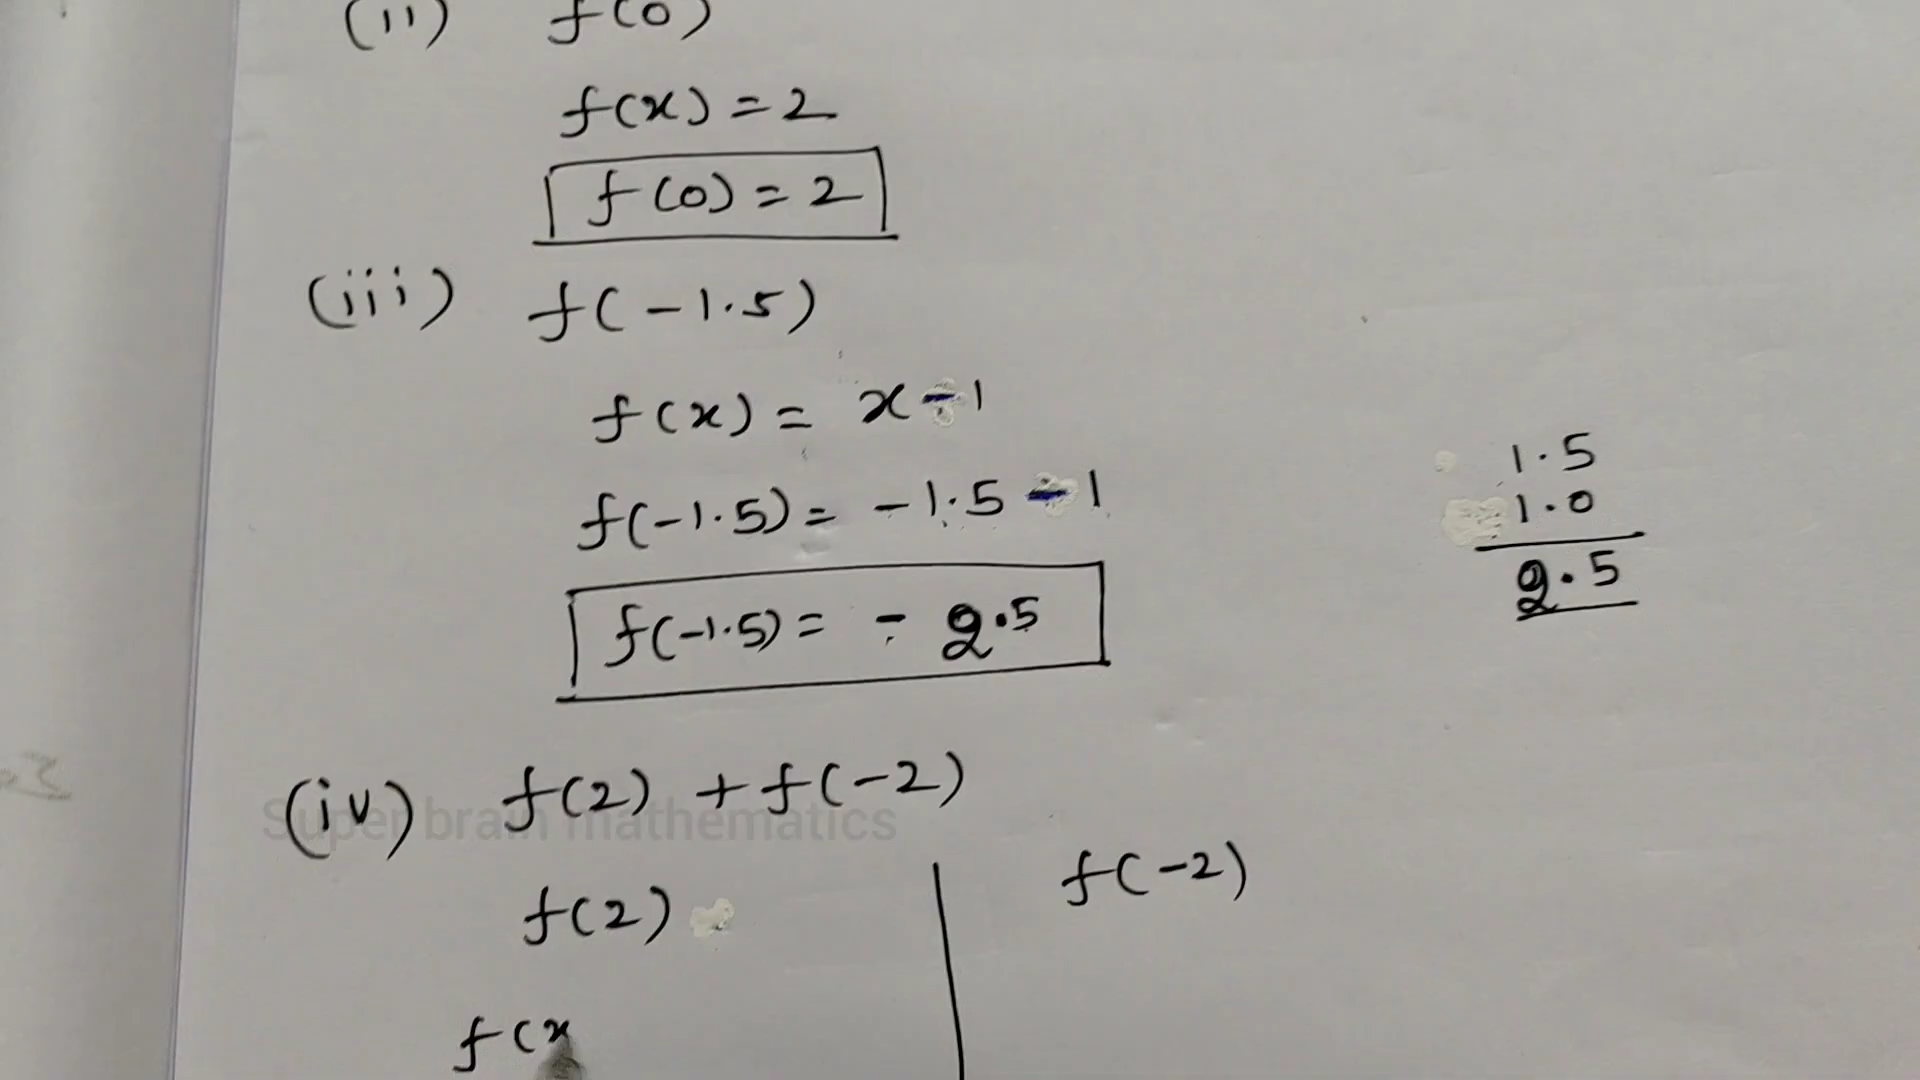 (ii) f(0)
f(x) = 2
f(0) = 2
(iii) f(-1.5)
f(x) = x - 1
f(-1.5) = -1.5 - 1
f(-1.5) = - 2.5
1.5
1.0
2.5
(iv) f(2) + f(-2)
Super brain mathematics
f(2)
f(-2)
f(x